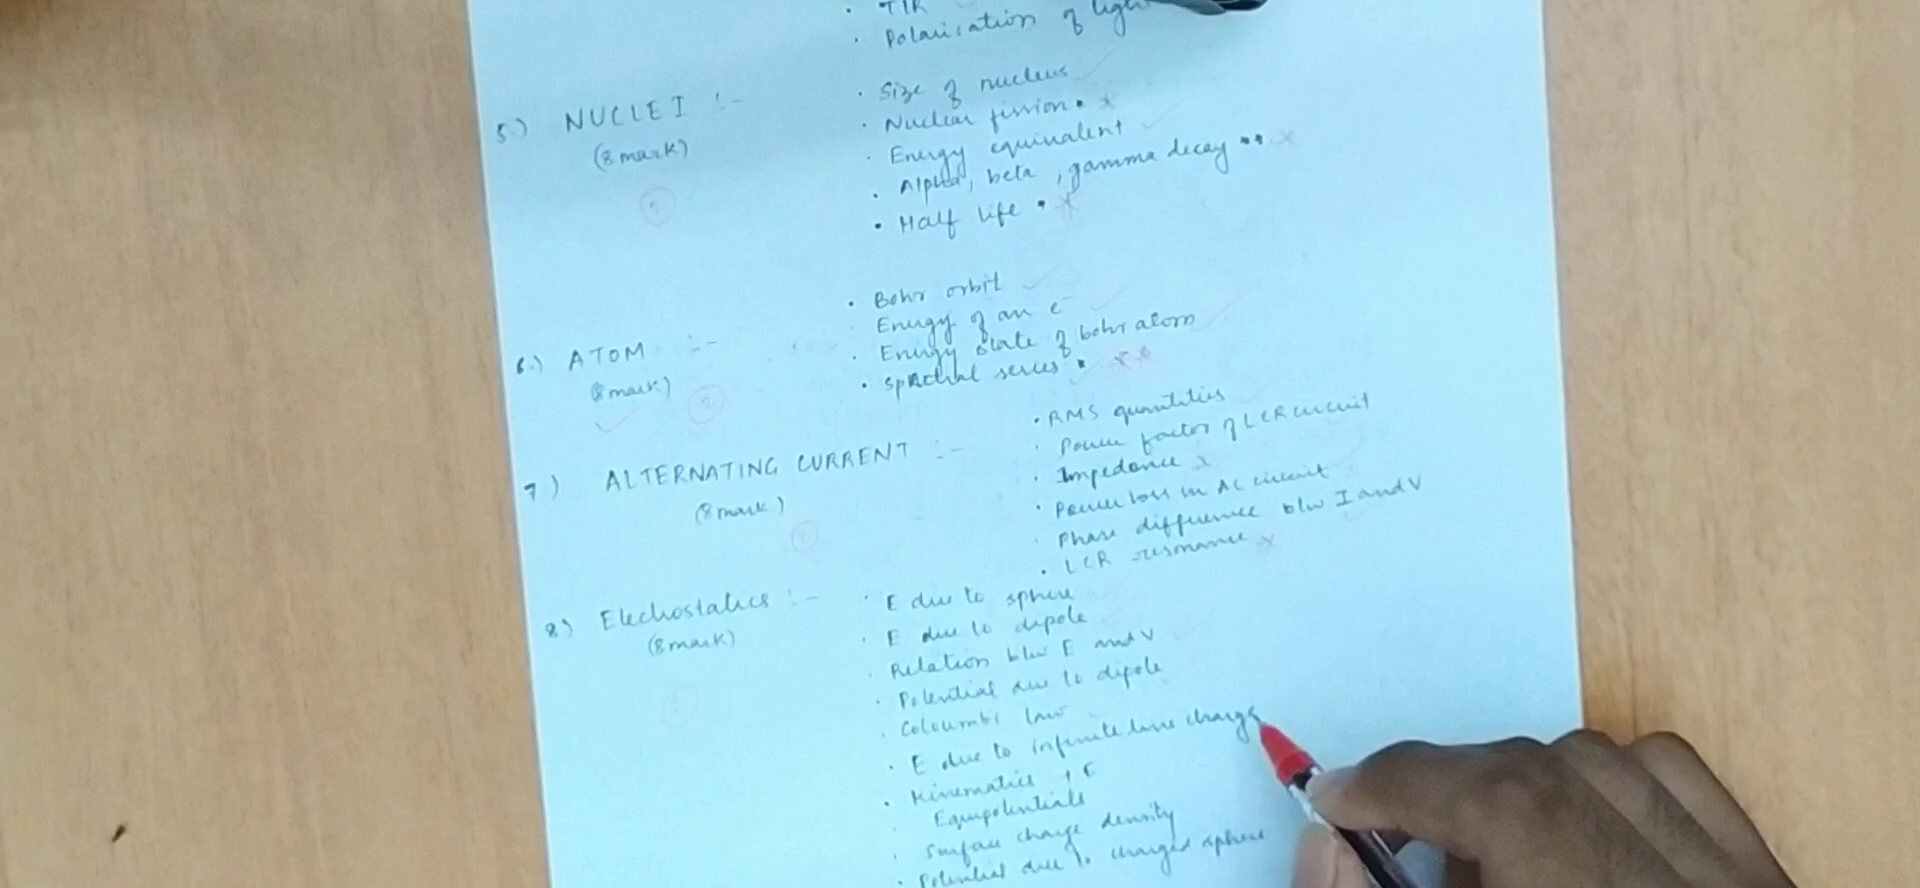 • TIR
• Polarisation of light
5.) NUCLEI :-
(8 mark)
• Size of nucleus
• Nuclear fission •
• Energy equivalent
• Alpha, beta, gamma decay ••
• Half life •
6.) ATOM :-
(8 mark)
• Bohr orbit
Energy of an e⁻
• Energy state of bohr atom
• Spectral series •
7) ALTERNATING CURRENT :-
(8 mark)
• RMS quantities
• Power factor of LCR circuit
• Impedance
• Power loss in AC circuit
• Phase difference b/w I and V
• LCR resonance
8) Electrostatics :-
(8 mark)
• E due to sphere
• E due to dipole
• Relation b/w E and V
• Potential due to dipole
• Coloumb's law
• E due to infinite line charge
• Kinematics + E
• Equipotentials
• Surface charge density
• Potential due to charged sphere